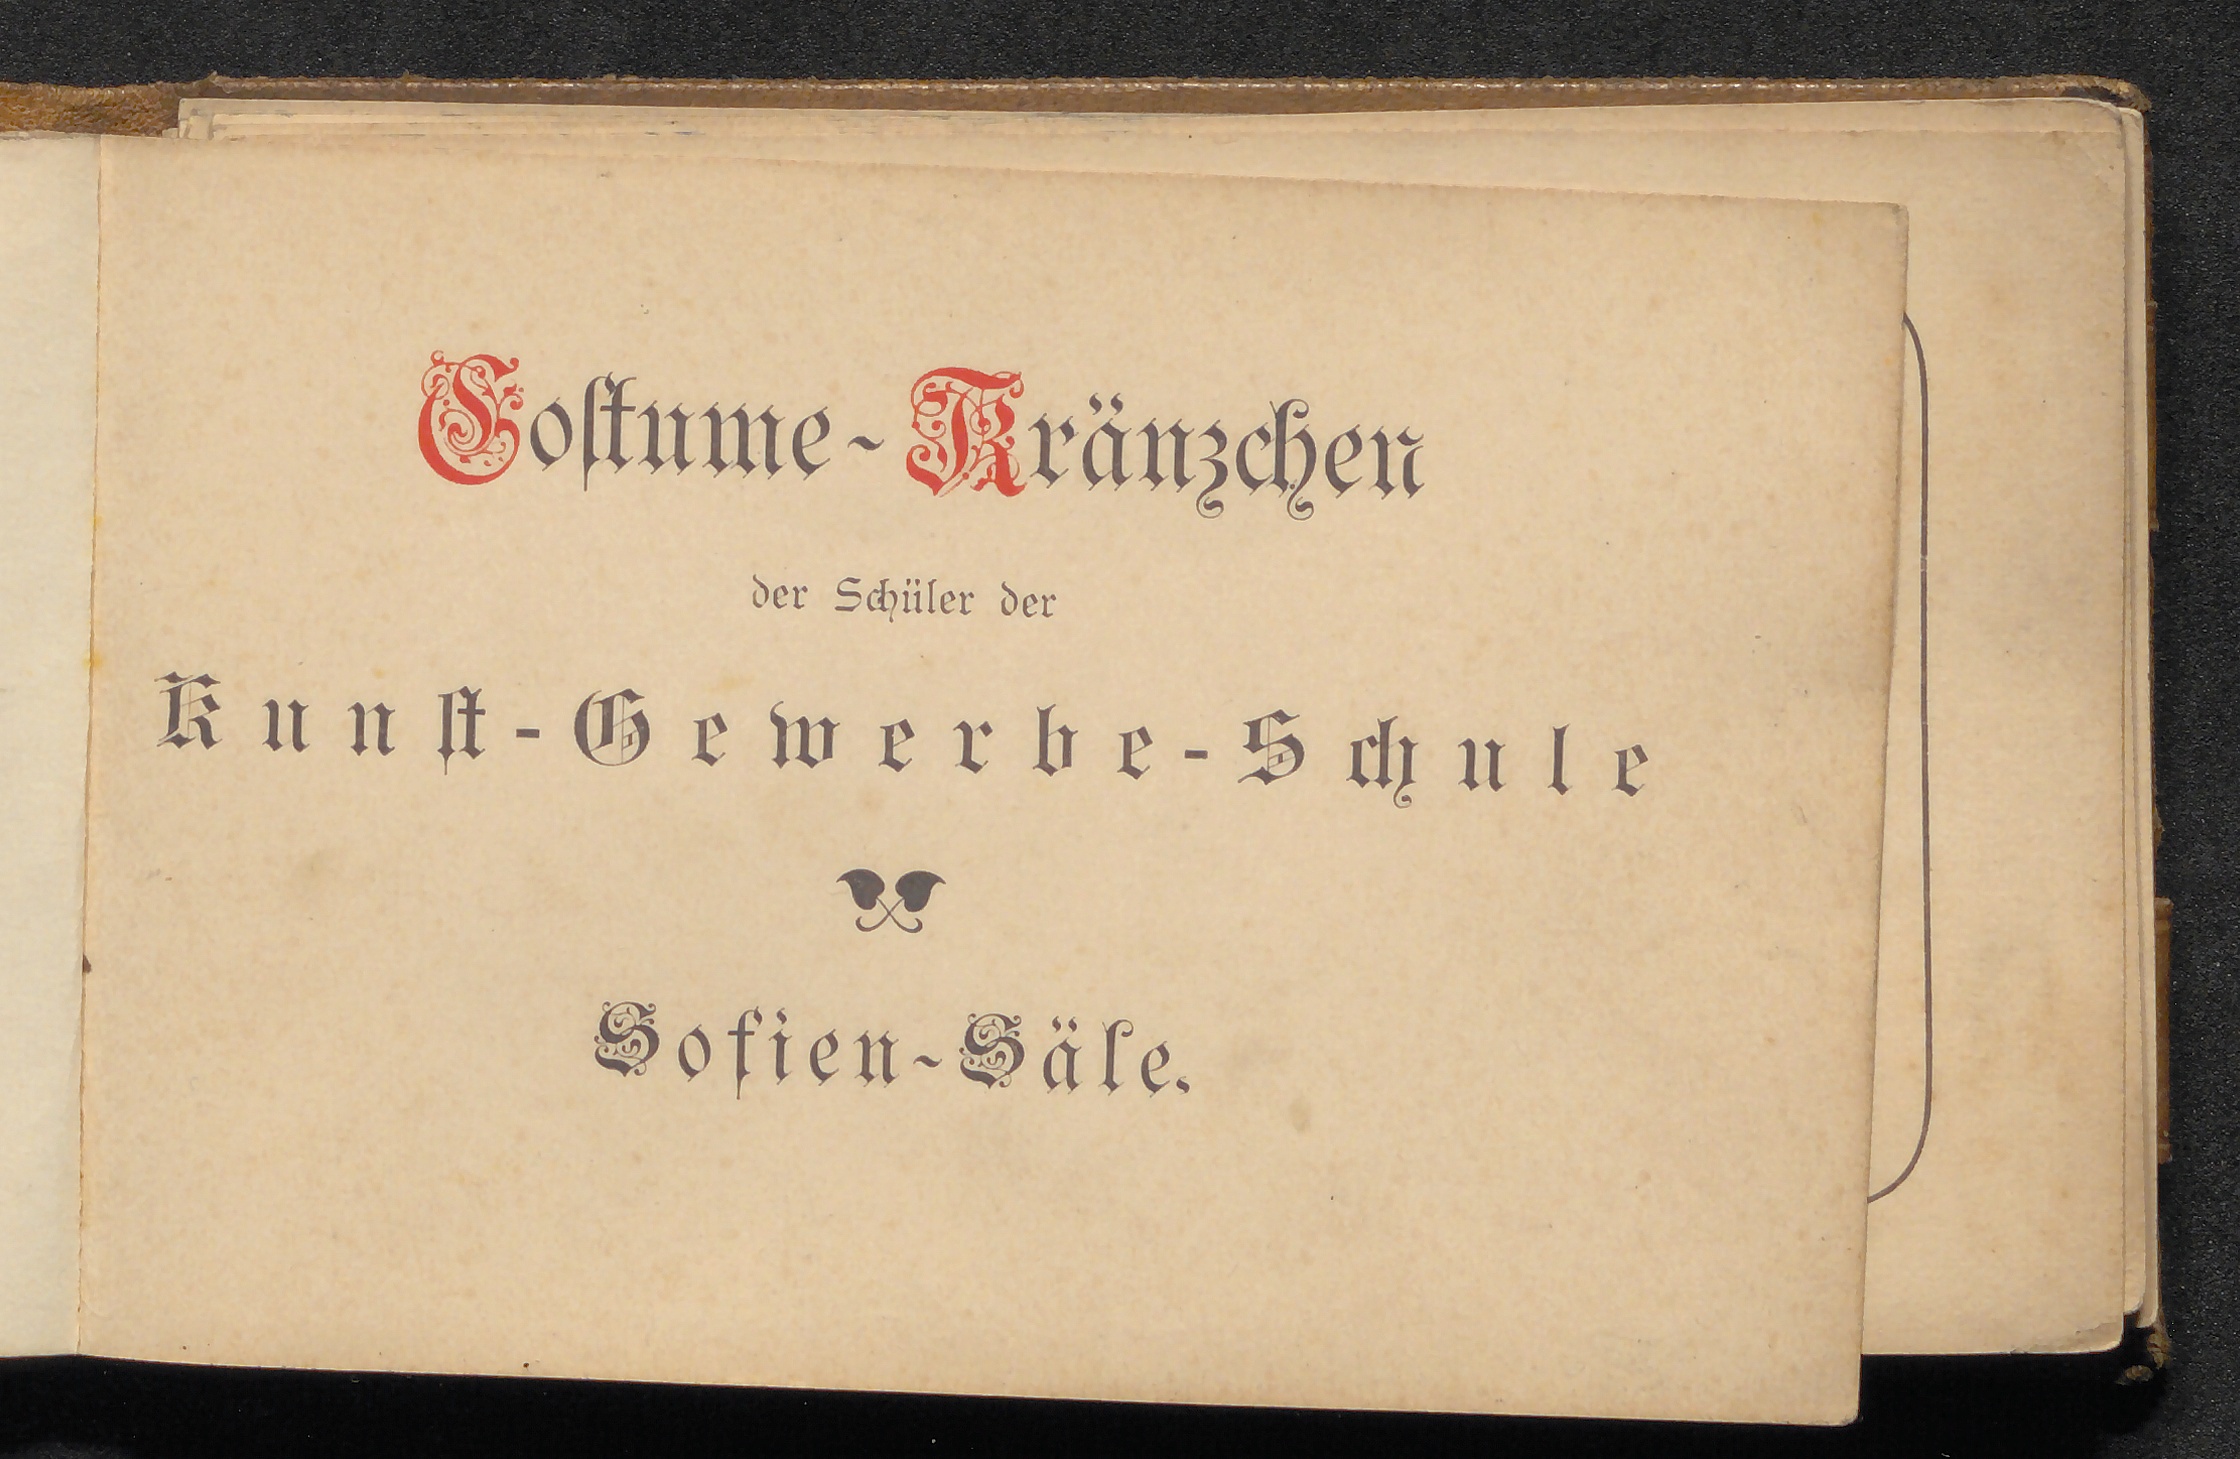 Costume-Kränzchen
der Schüler der
Kunst-Gewerbe-Schule
Sofien-Säle.